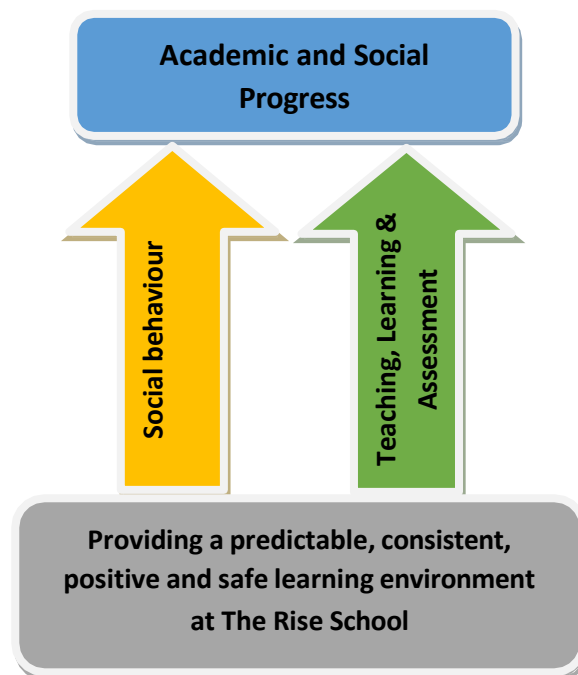 Academic and Social
Progress
Social behaviour
Teaching, Learning &
Assessment
Providing a predictable, consistent,
positive and safe learning environment
at The Rise School